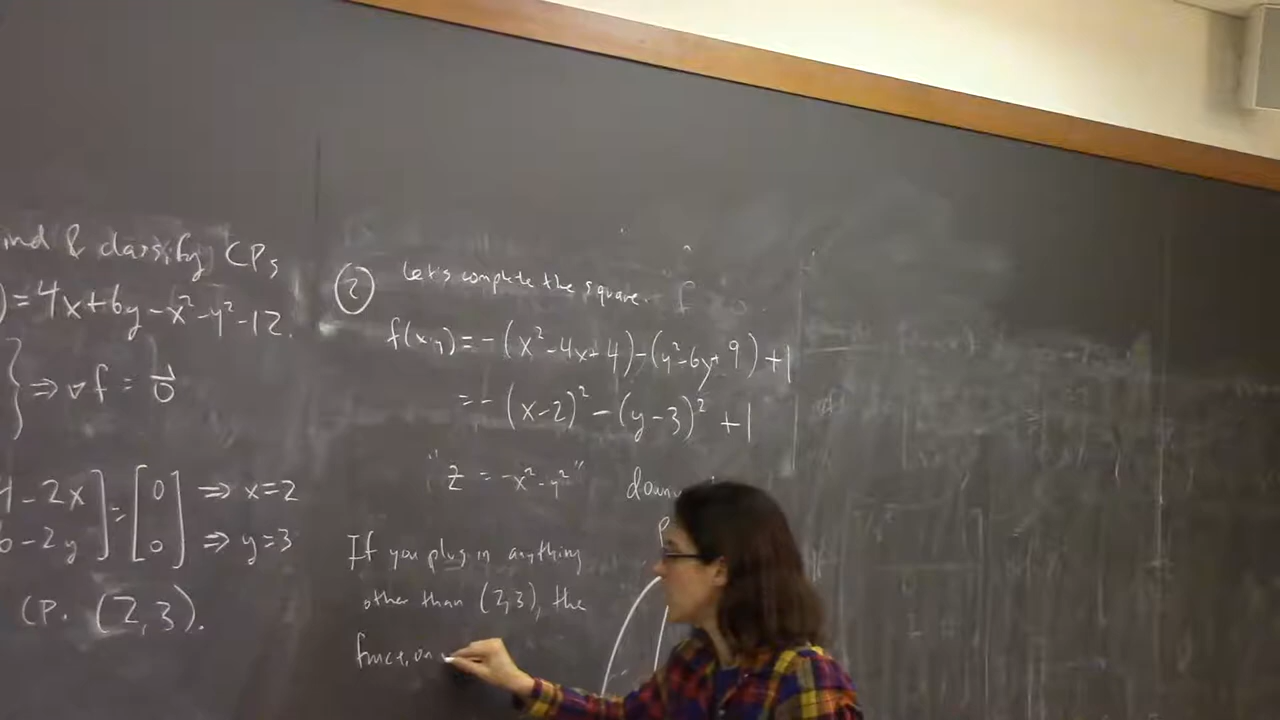 ind & classify CPs
)=4x+6y-x²-y²-12.
} ⇒ ∇f = 0⃗
4-2x] = [0] ⇒ x=2
6-2y] [0] ⇒ y=3
CP. (2,3).
② Let's complete the square.
f(x,y) = -(x²-4x+4)-(y²-6y+9)+1
= -(x-2)²-(y-3)²+1
"z = -x²-y²"
If you plug in anything
other than (2,3), the
function